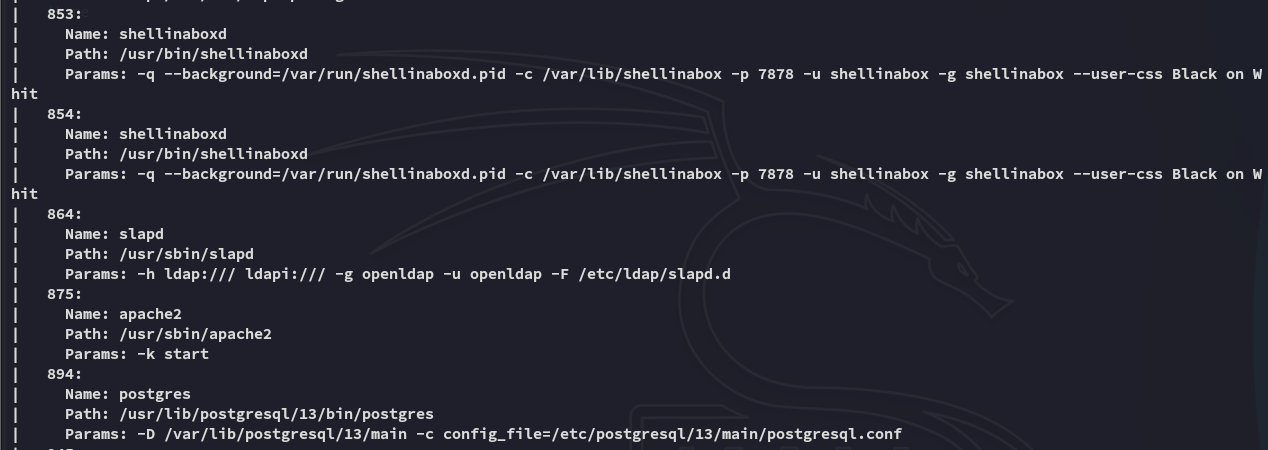 | 853:
| Name: shellinaboxd
| Path: /usr/bin/shellinaboxd
| Params: -q --background=/var/run/shellinaboxd.pid -c /var/lib/shellinabox -p 7878 -u shellinabox -g shellinabox --user-css Black on W
hit
| 854:
| Name: shellinaboxd
| Path: /usr/bin/shellinaboxd
| Params: -q --background=/var/run/shellinaboxd.pid -c /var/lib/shellinabox -p 7878 -u shellinabox -g shellinabox --user-css Black on W
hit
| 864:
| Name: slapd
| Path: /usr/sbin/slapd
| Params: -h ldap:/// ldapi:/// -g openldap -u openldap -F /etc/ldap/slapd.d
| 875:
| Name: apache2
| Path: /usr/sbin/apache2
| Params: -k start
| 894:
| Name: postgres
| Path: /usr/lib/postgresql/13/bin/postgres
| Params: -D /var/lib/postgresql/13/main -c config_file=/etc/postgresql/13/main/postgresql.conf